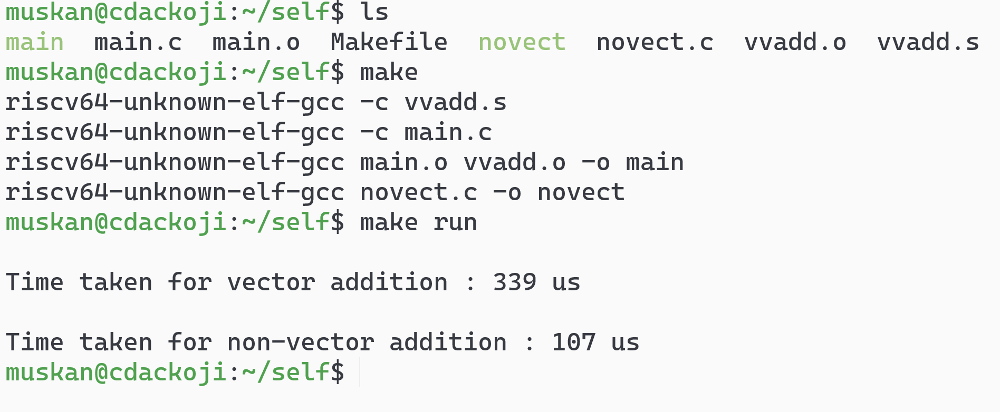 muskan@cdackoji:~/self$ ls
main  main.c  main.o  Makefile  novect  novect.c  vvadd.o  vvadd.s
muskan@cdackoji:~/self$ make
riscv64-unknown-elf-gcc -c vvadd.s
riscv64-unknown-elf-gcc -c main.c
riscv64-unknown-elf-gcc main.o vvadd.o -o main
riscv64-unknown-elf-gcc novect.c -o novect
muskan@cdackoji:~/self$ make run
Time taken for vector addition : 339 us
Time taken for non-vector addition : 107 us
muskan@cdackoji:~/self$